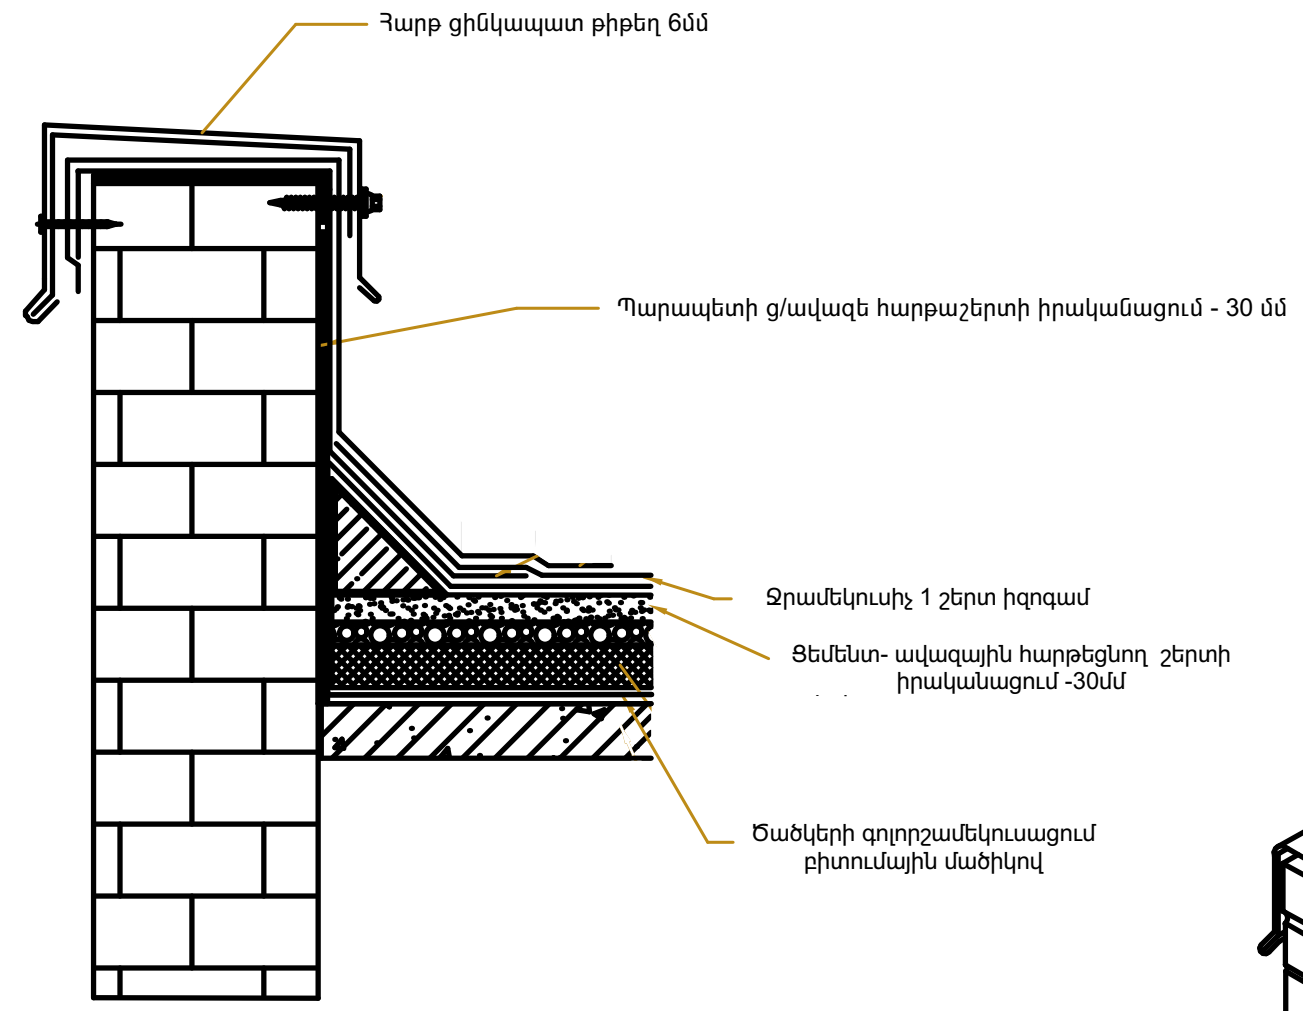 Հարթ ցինկապատ թիթեղ 6մմ
Պարապետի ց/ավազե հարթաշերտի իրականացում - 30 մմ
Ջրամեկուսիչ 1 շերտ իզոգամ
Ցեմենտ- ավազային հարթեցնող շերտի
իրականացում -30մմ
Ծածկերի գոլորշամեկուսացում
բիտումային մածիկով